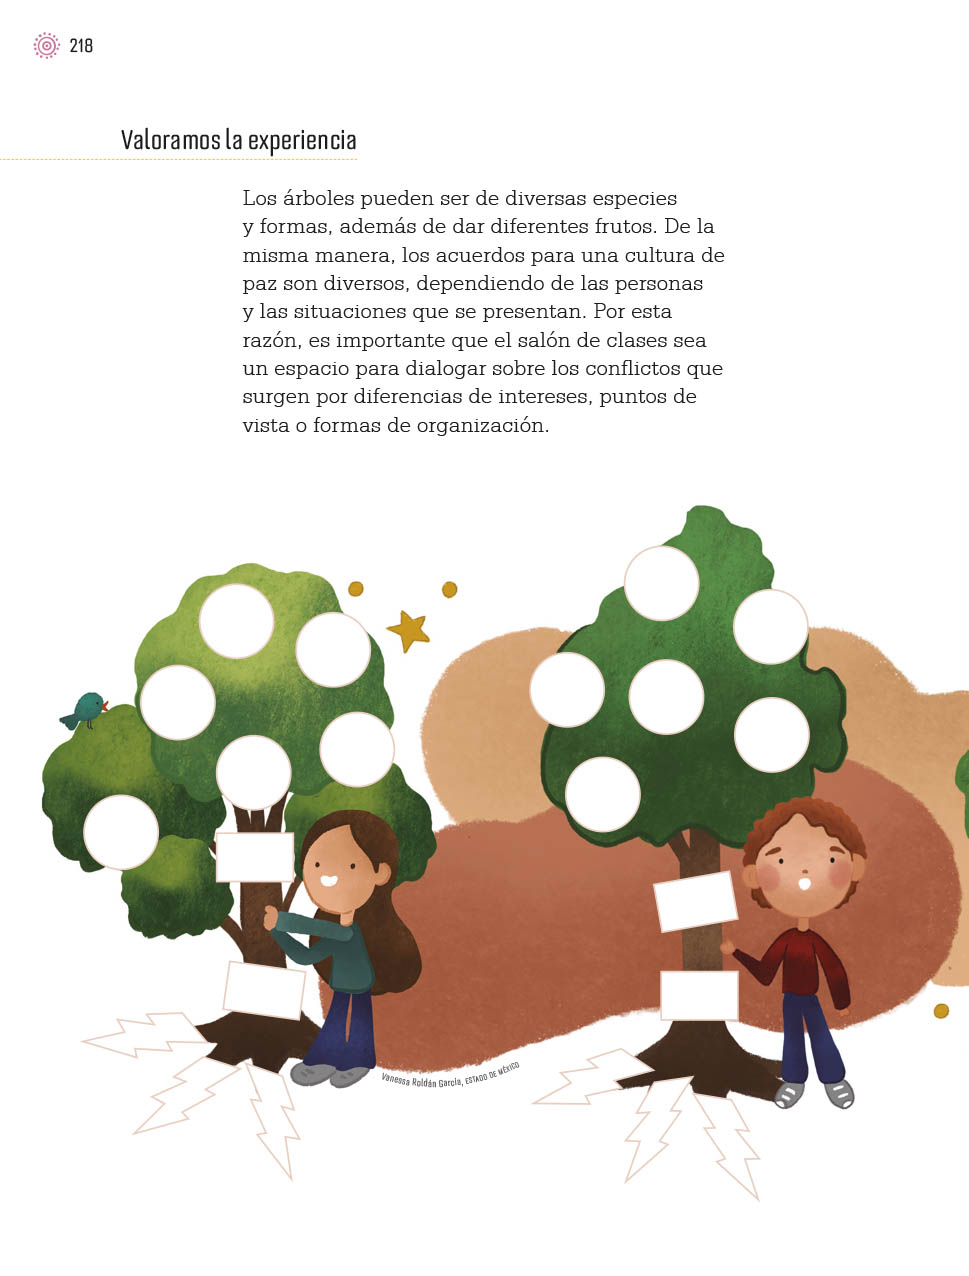 218
Valoramos la experiencia
Los árboles pueden ser de diversas especies
y formas, además de dar diferentes frutos. De la
misma manera, los acuerdos para una cultura de
paz son diversos, dependiendo de las personas
y las situaciones que se presentan. Por esta
razón, es importante que el salón de clases sea
un espacio para dialogar sobre los conflictos que
surgen por diferencias de intereses, puntos de
vista o formas de organización.
Vanessa Roldán García, ESTADO DE MÉXICO